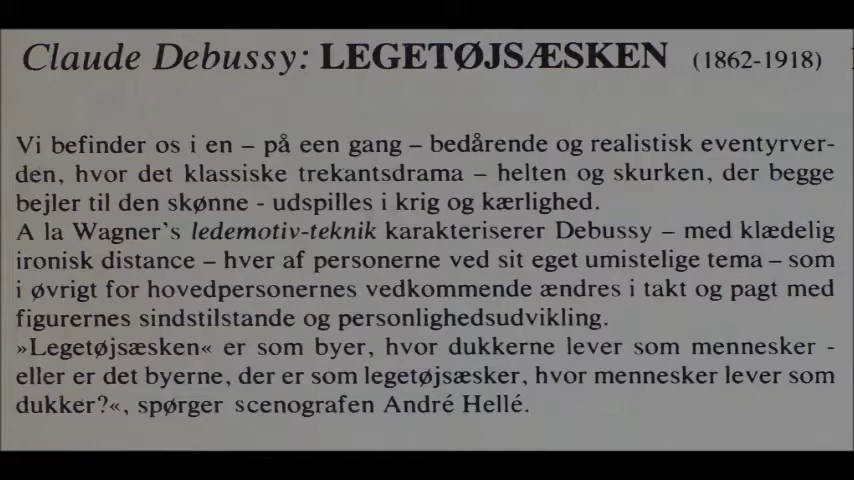 Claude Debussy: LEGETØJSÆSKEN (1862-1918)
Vi befinder os i en – på een gang – bedårende og realistisk eventyrver-
den, hvor det klassiske trekantsdrama – helten og skurken, der begge
bejler til den skønne - udspilles i krig og kærlighed.
A la Wagner's ledemotiv-teknik karakteriserer Debussy – med klædelig
ironisk distance – hver af personerne ved sit eget umistelige tema – som
i øvrigt for hovedpersonernes vedkommende ændres i takt og pagt med
figurernes sindstilstande og personlighedsudvikling.
»Legetøjsæsken« er som byer, hvor dukkerne lever som mennesker -
eller er det byerne, der er som legetøjsæsker, hvor mennesker lever som
dukker?«, spørger scenografen André Hellé.